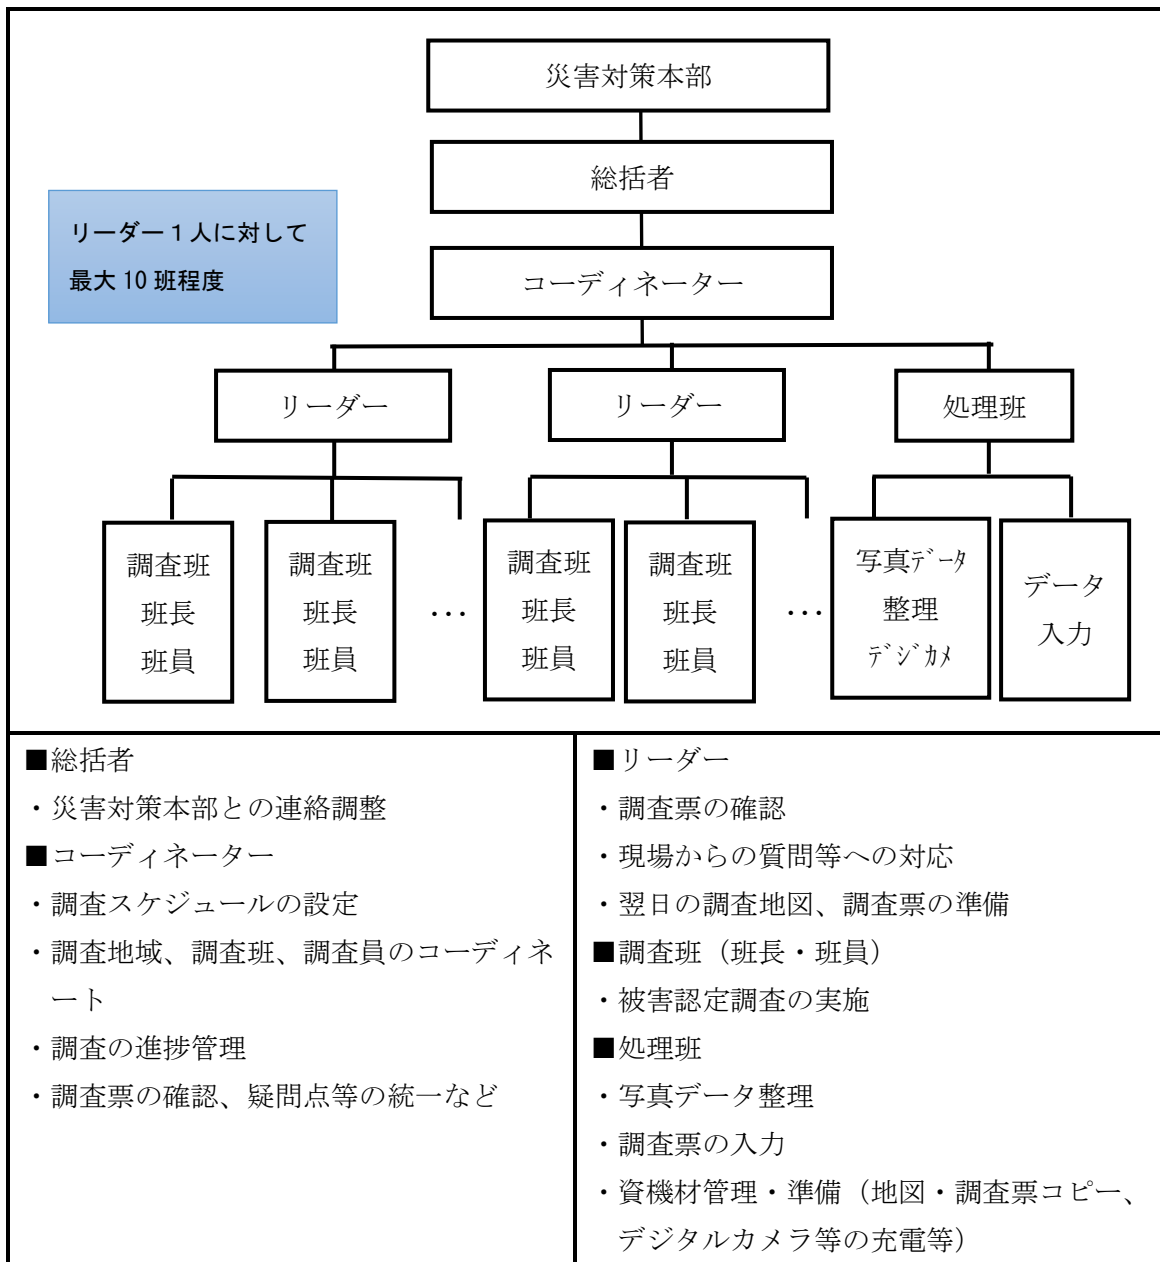 災害対策本部
総括者
リーダー１人に対して
最大 10 班程度
コーディネーター
リーダー
リーダー
処理班
調査班
班長
班員
調査班
班長
班員
…
調査班
班長
班員
調査班
班長
班員
…
写真ﾃﾞｰﾀ
整理
ﾃﾞｼﾞｶﾒ
データ
入力
■総括者
・災害対策本部との連絡調整
■コーディネーター
・調査スケジュールの設定
・調査地域、調査班、調査員のコーディネ
ート
・調査の進捗管理
・調査票の確認、疑問点等の統一など
■リーダー
・調査票の確認
・現場からの質問等への対応
・翌日の調査地図、調査票の準備
■調査班（班長・班員）
・被害認定調査の実施
■処理班
・写真データ整理
・調査票の入力
・資機材管理・準備（地図・調査票コピー、
デジタルカメラ等の充電等）